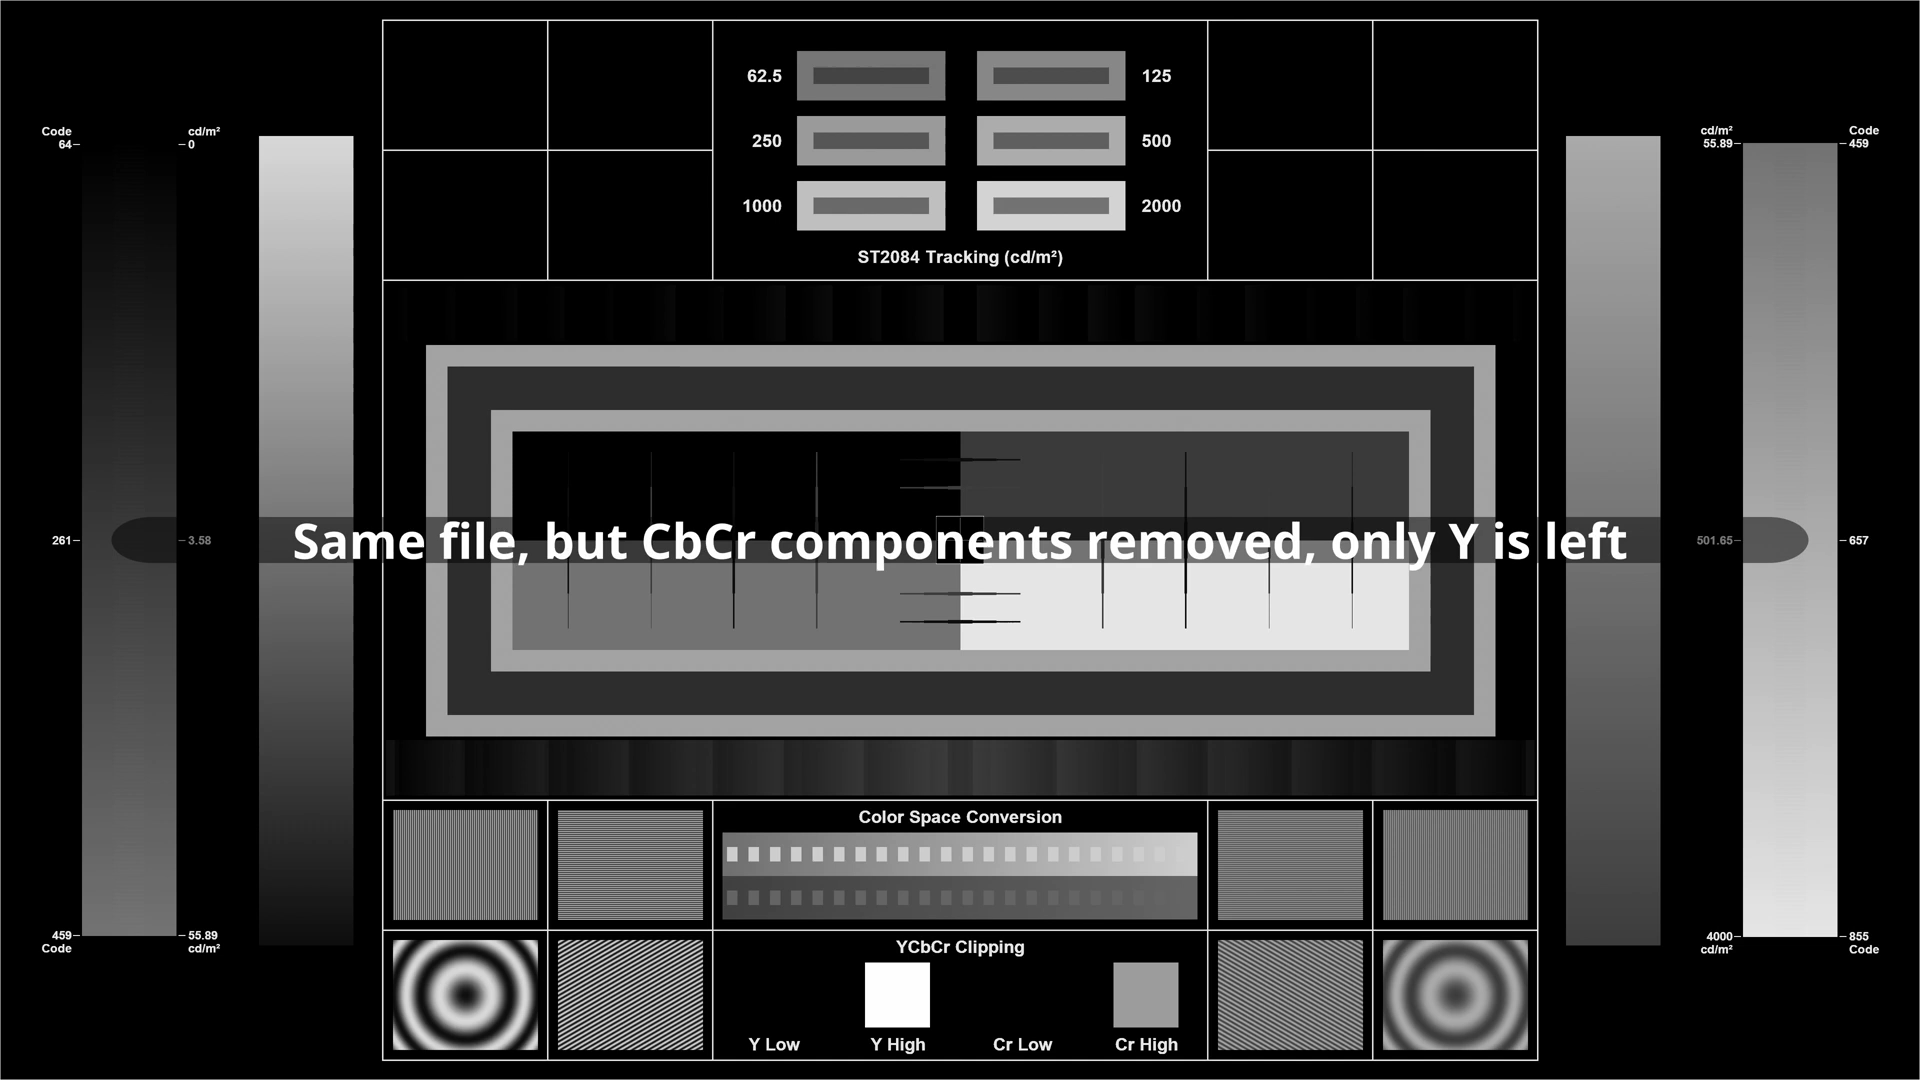 62.5
125
250
500
1000
2000
ST2084 Tracking (cd/m²)
Code
64
cd/m²
0
261
3.58
459
Code
55.89
cd/m²
cd/m²
55.89
Code
459
501.65
657
4000
cd/m²
855
Code
Same file, but CbCr components removed, only Y is left
Color Space Conversion
YCbCr Clipping
Y Low
Y High
Cr Low
Cr High